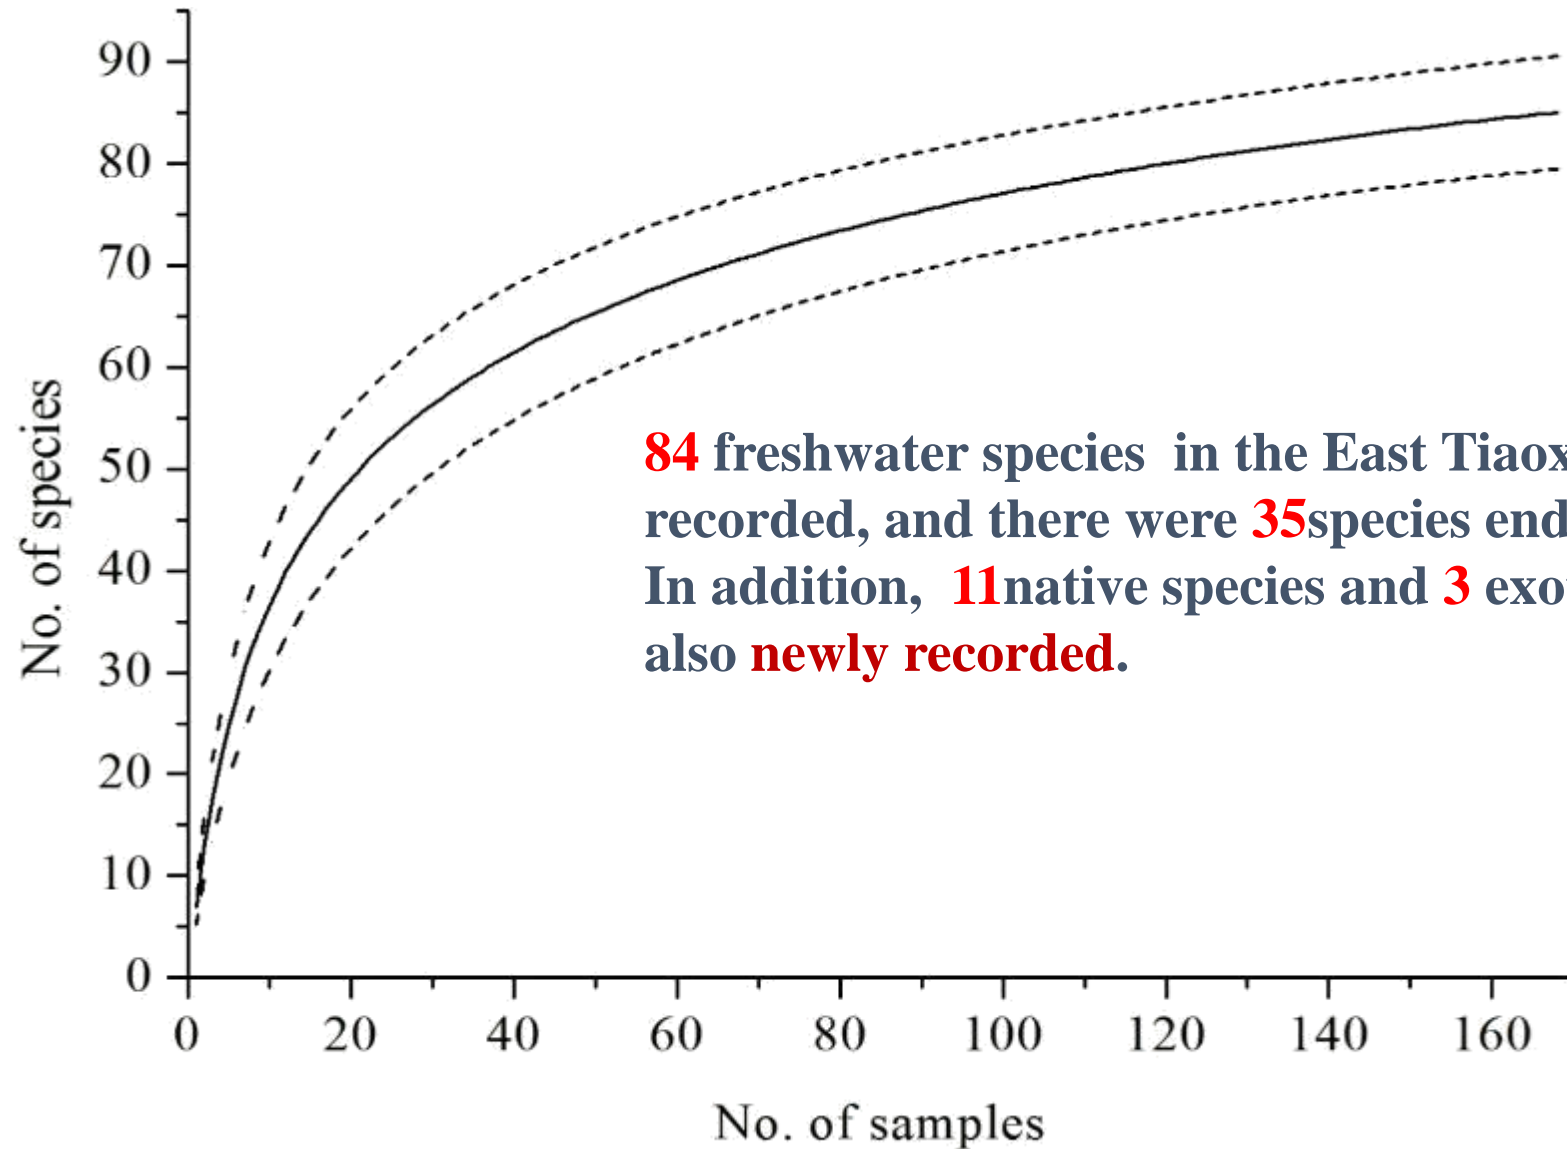 90
80
70
60
50
40
30
20
10
0
No. of species
84 freshwater species in the East
recorded, and there were 35species
In addition, 11native species and 3
also newly recorded.
0 20 40 60 80 100 120 140 160
No. of samples